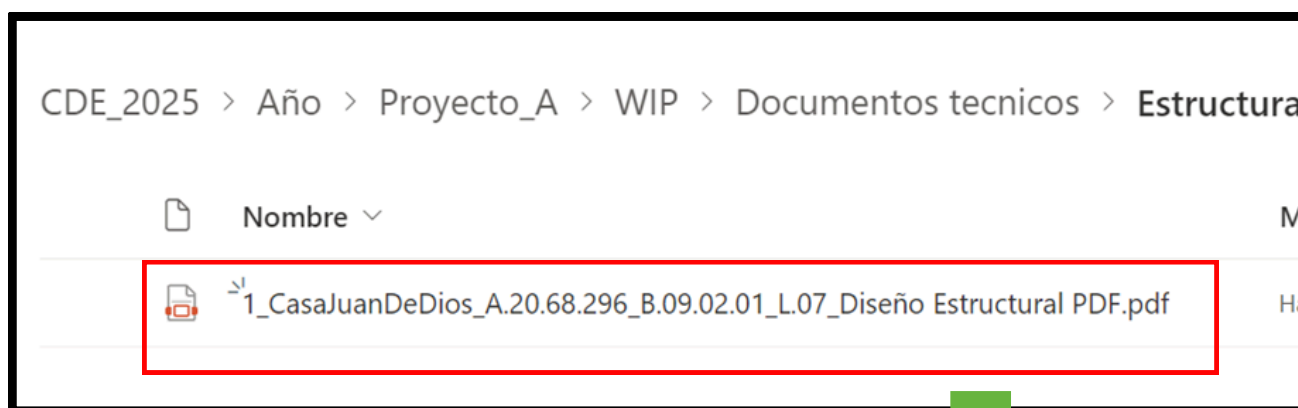 CDE_2025 > Año > Proyecto_A > WIP > Documentos tecnicos > Estructura
Nombre M
1_CasaJuanDeDios_A.20.68.296_B.09.02.01_L.07_Diseño Estructural PDF.pdf Ha